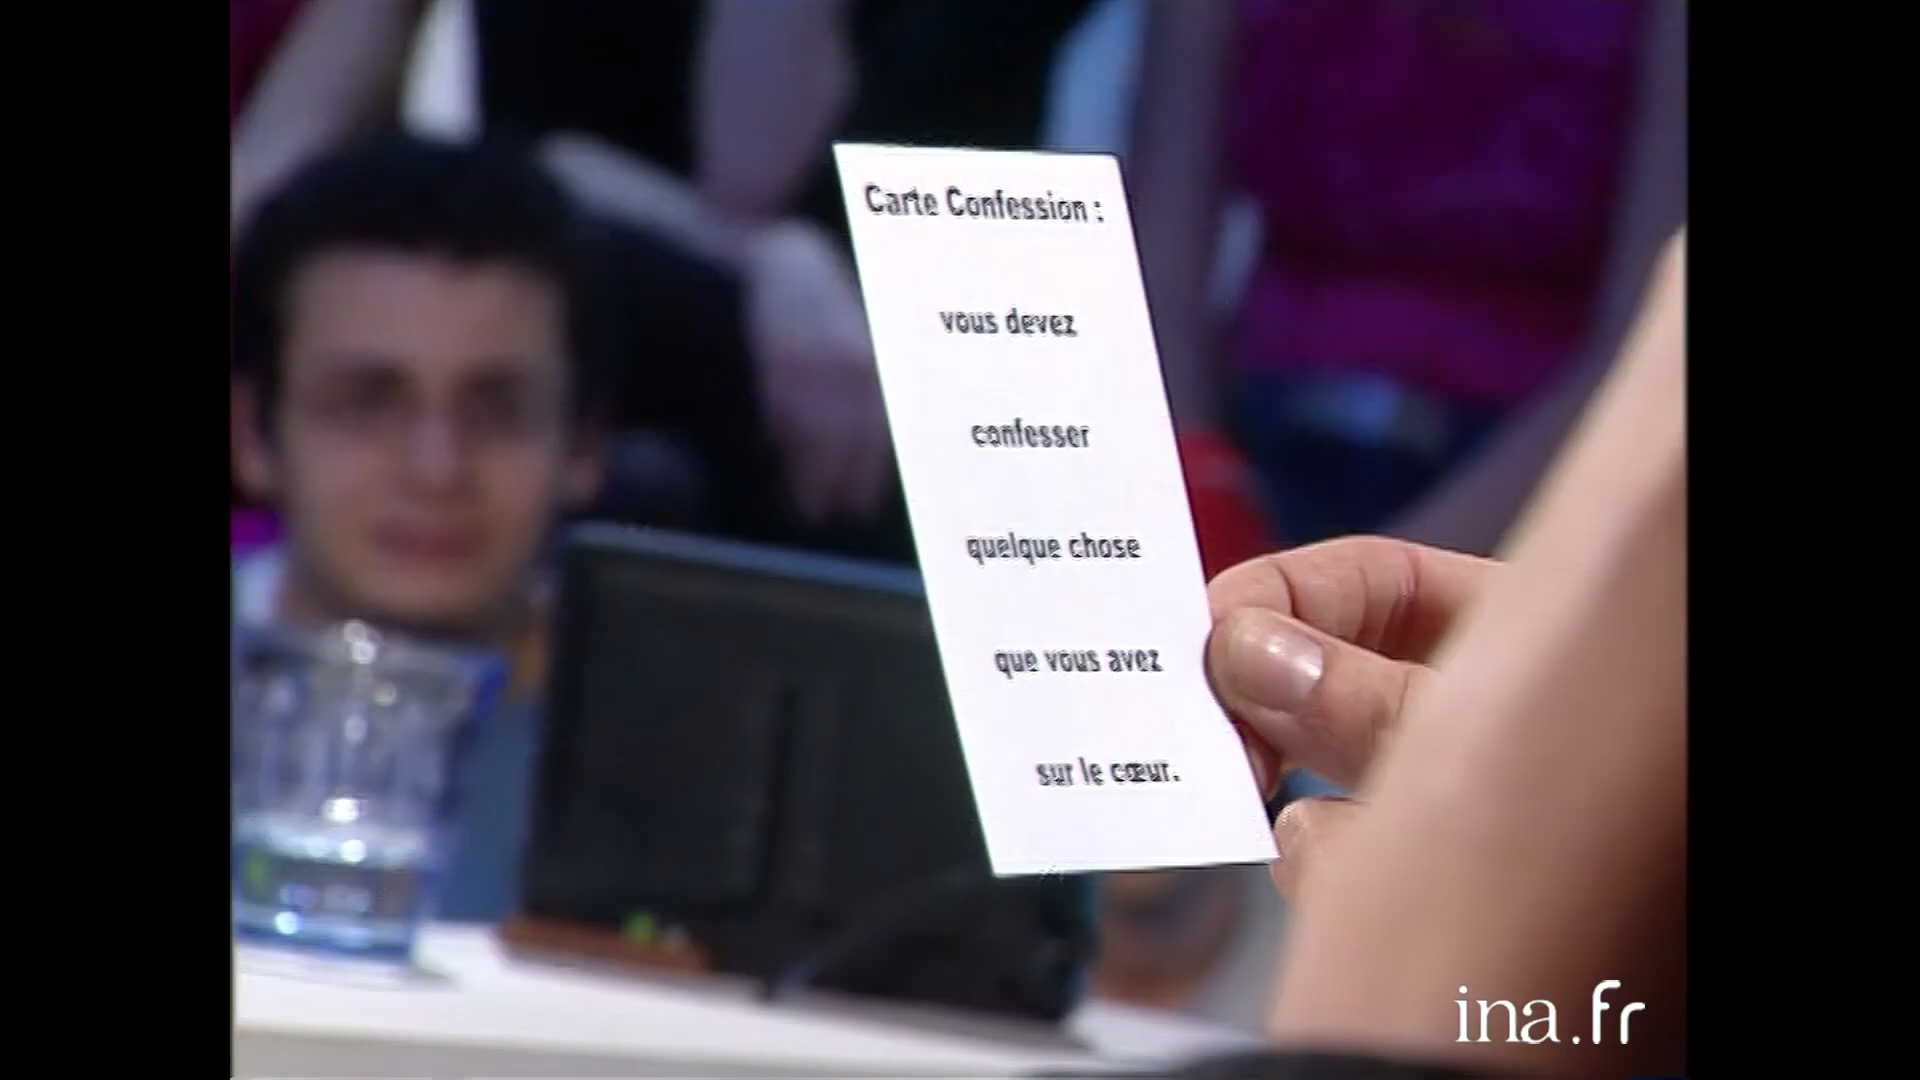 Carte Confession :
vous devez
confesser
quelque chose
que vous avez
sur le cœur.
ina.fr